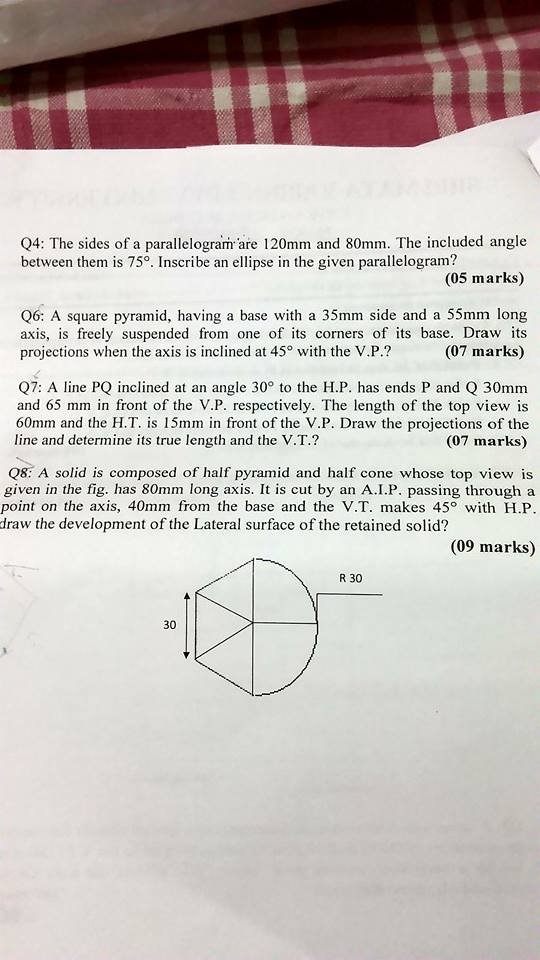 Q4: The sides of a parallelogram are 120mm and 80mm. The included angle
between them is 75°. Inscribe an ellipse in the given parallelogram?
(05 marks)
Q6: A square pyramid, having a base with a 35mm side and a 55mm long
axis, is freely suspended from one of its corners of its base. Draw its
projections when the axis is inclined at 45° with the V.P.? (07 marks)
Q7: A line PQ inclined at an angle 30° to the H.P. has ends P and Q 30mm
and 65 mm in front of the V.P. respectively. The length of the top view is
60mm and the H.T. is 15mm in front of the V.P. Draw the projections of the
line and determine its true length and the V.T.? (07 marks)
Q8: A solid is composed of half pyramid and half cone whose top view is
given in the fig. has 80mm long axis. It is cut by an A.I.P. passing through a
point on the axis, 40mm from the base and the V.T. makes 45° with H.P.
draw the development of the Lateral surface of the retained solid?
(09 marks)
R 30
30